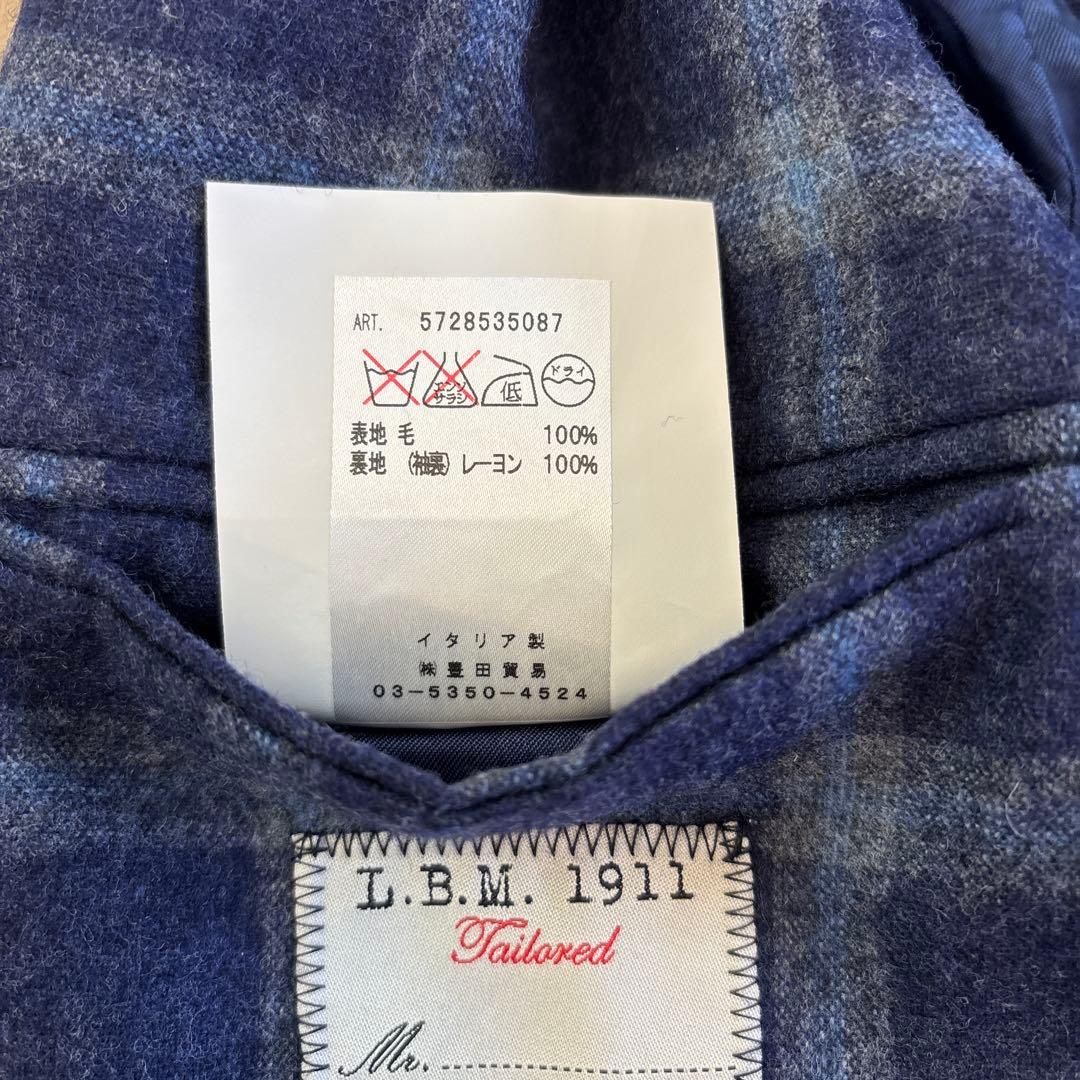 ART. 5728535087
エンソ
サラシ
低
ドライ
表地 毛 100%
裏地 (袖裏) レーヨン 100%
イタリア製
㈱豊田貿易
03-5350-4524
L.B.M. 1911
Tailored
Mr.